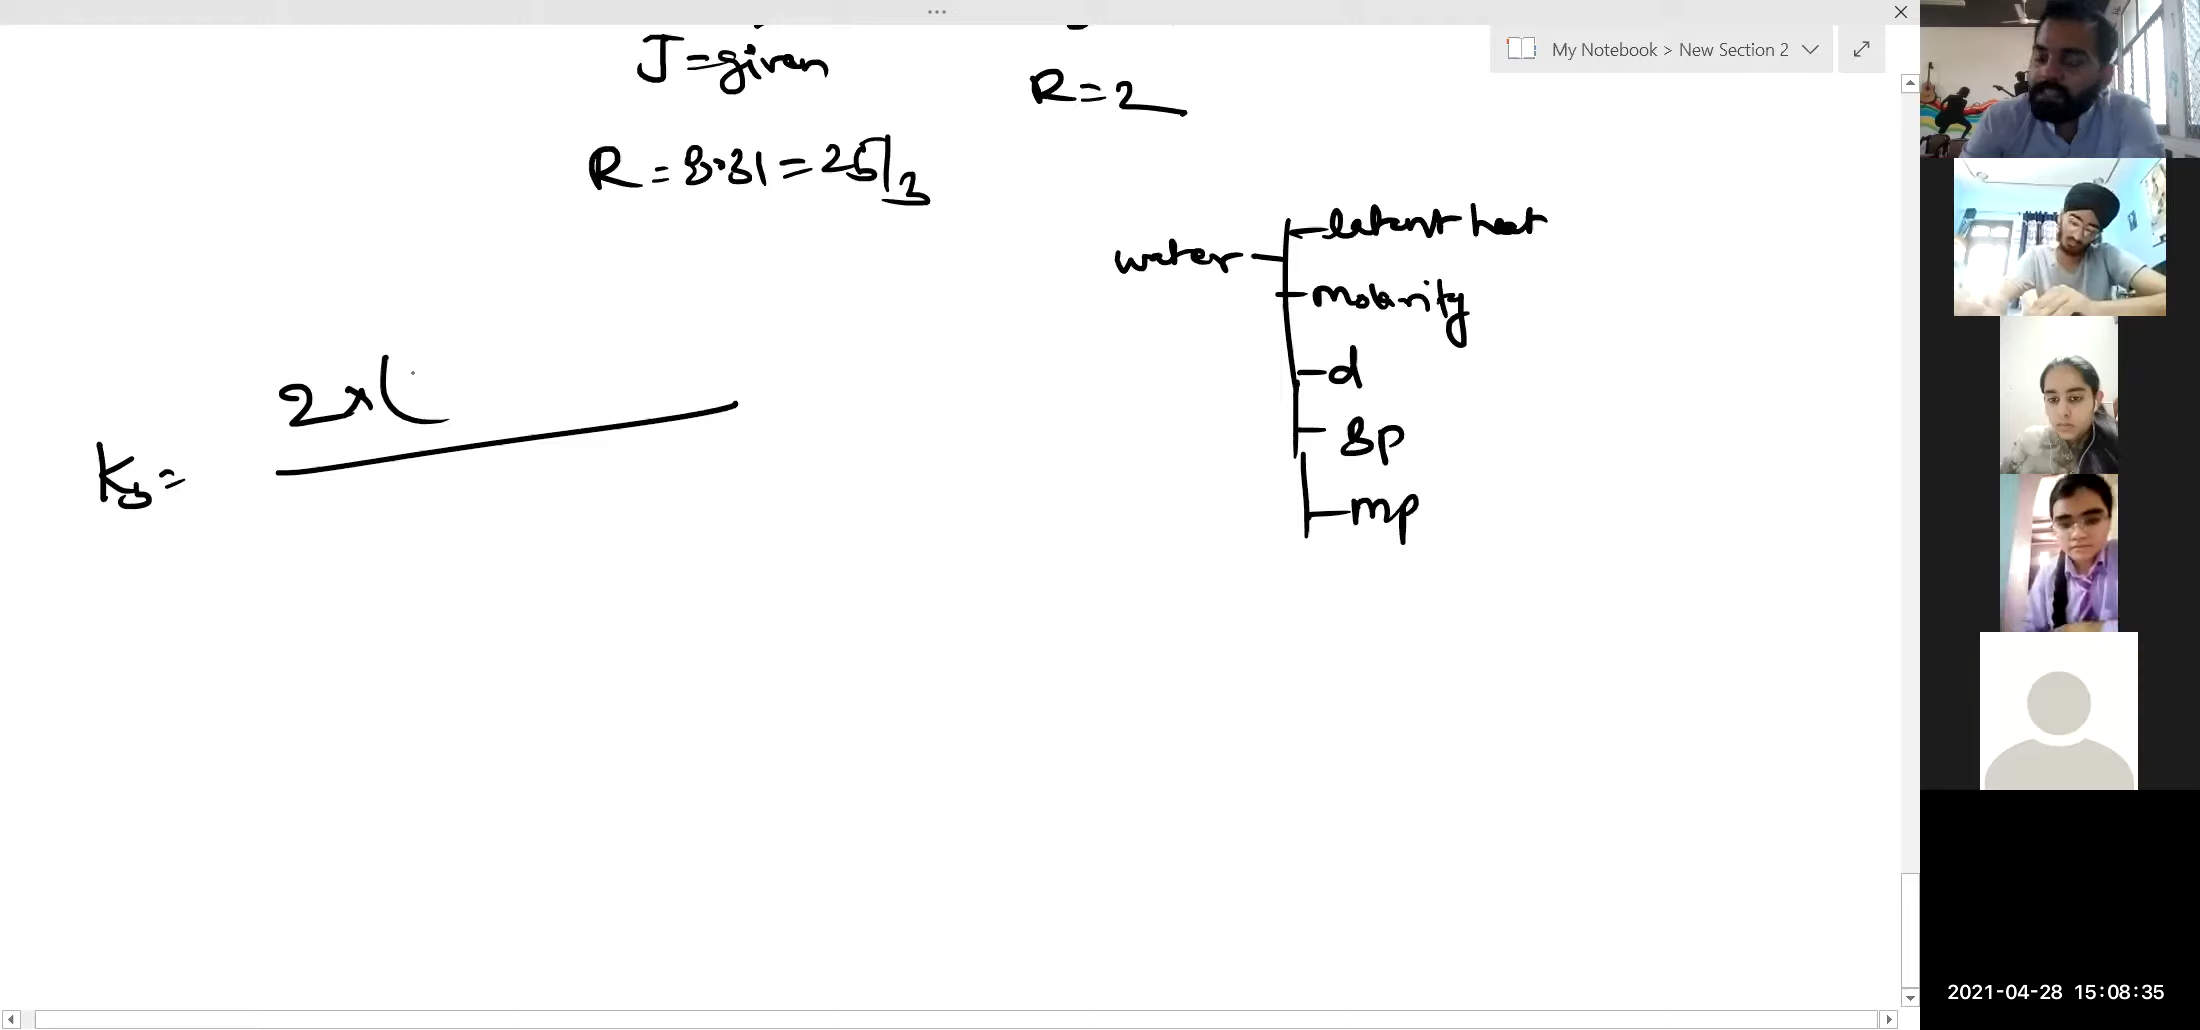 J = given
My Notebook > New Section 2
R = 2
R = 8.31 = 25/3
water
latent heat
molarity
d
Bp
mp
2 × (
Kb =
2021-04-28 15:08:35